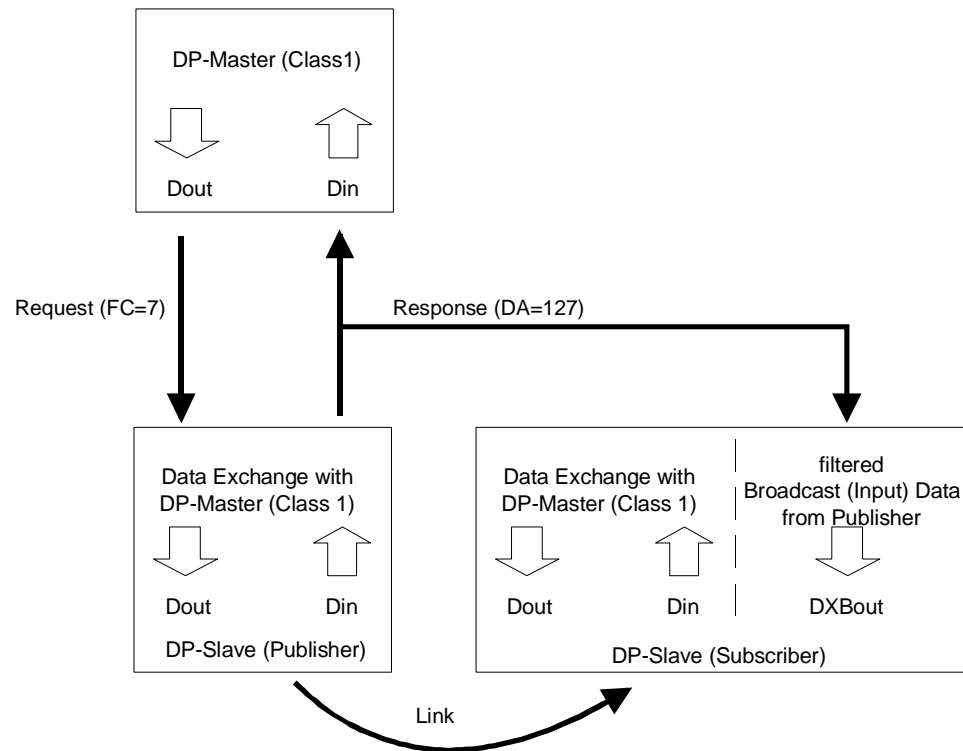 DP-Master (Class1)
Dout
Din
Request (FC=7)
Response (DA=127)
Data Exchange with
DP-Master (Class 1)
Dout
Din
DP-Slave (Publisher)
Data Exchange with
DP-Master (Class 1)
Dout
Din
filtered
Broadcast (Input) Data
from Publisher
DXBout
DP-Slave (Subscriber)
Link